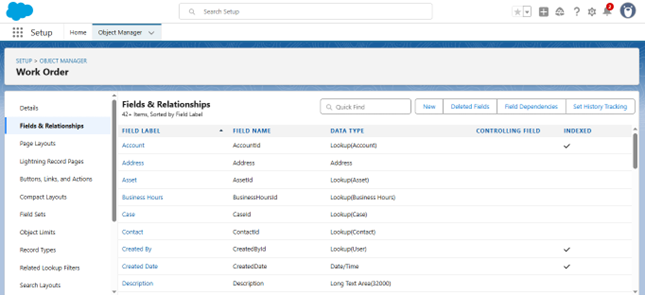 Search Setup
Setup Home Object Manager
SETUP > OBJECT MANAGER
Work Order
Details
Fields & Relationships
Page Layouts
Lightning Record Pages
Buttons, Links, and Actions
Compact Layouts
Field Sets
Object Limits
Record Types
Related Lookup Filters
Search Layouts
Fields & Relationships
42+ Items, Sorted by Field Label
Quick Find New Deleted Fields Field Dependencies Set History Tracking
FIELD LABEL FIELD NAME DATA TYPE CONTROLLING FIELD INDEXED
Account AccountId Lookup(Account)
Address Address Address
Asset AssetId Lookup(Asset)
Business Hours BusinessHoursId Lookup(Business Hours)
Case CaseId Lookup(Case)
Contact ContactId Lookup(Contact)
Created By CreatedById Lookup(User)
Created Date CreatedDate Date/Time
Description Description Long Text Area(32000)